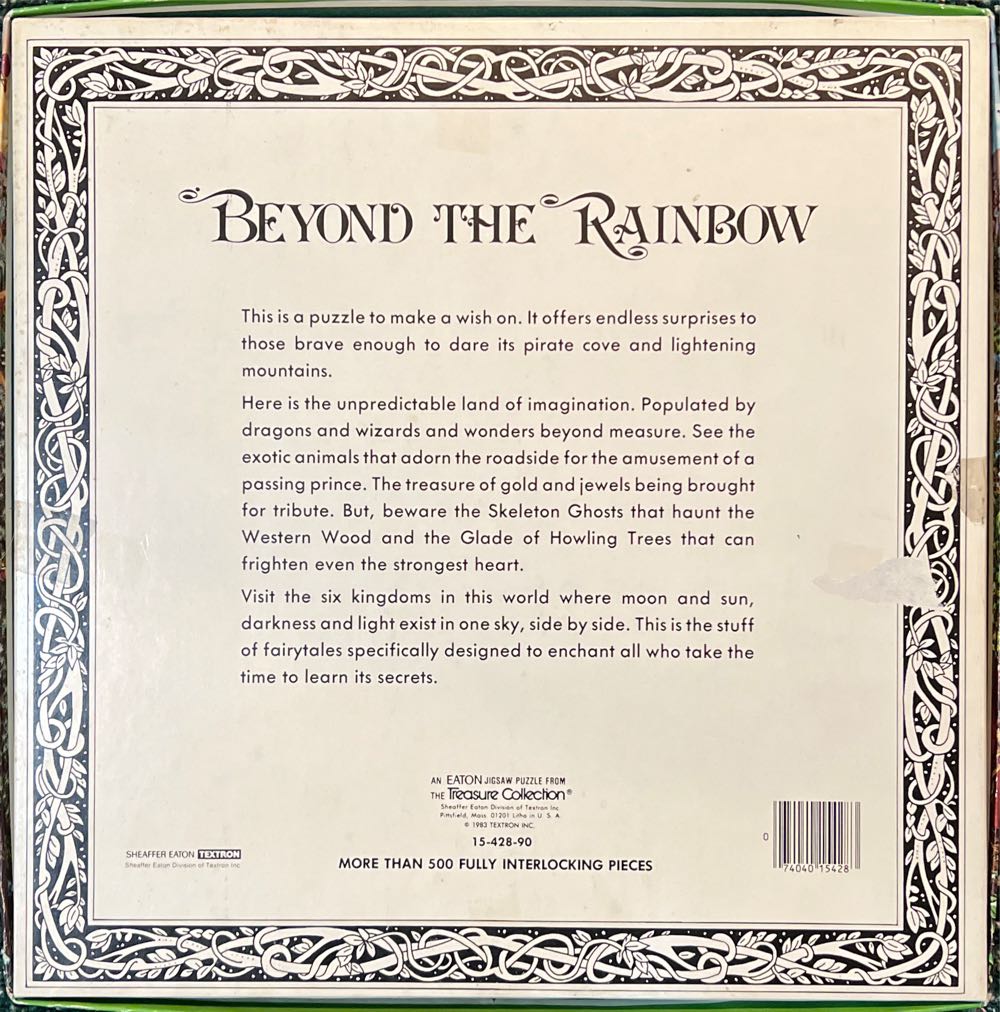 BEYOND THE RAINBOW
This is a puzzle to make a wish on. It offers endless surprises to
those brave enough to dare its pirate cove and lightening
mountains.
Here is the unpredictable land of imagination. Populated by
dragons and wizards and wonders beyond measure. See the
exotic animals that adorn the roadside for the amusement of a
passing prince. The treasure of gold and jewels being brought
for tribute. But, beware the Skeleton Ghosts that haunt the
Western Wood and the Glade of Howling Trees that can
frighten even the strongest heart.
Visit the six kingdoms in this world where moon and sun,
darkness and light exist in one sky, side by side. This is the stuff
of fairytales specifically designed to enchant all who take the
time to learn its secrets.
AN EATON JIGSAW PUZZLE FROM
THE Treasure Collection®
Sheaffer Eaton Division of Textron Inc.
Pittsfield, Mass. 01201 Litho in U. S. A.
© 1983 TEXTRON INC.
15-428-90
MORE THAN 500 FULLY INTERLOCKING PIECES
SHEAFFER EATON TEXTRON
Sheaffer Eaton Division of Textron Inc.
0
74040 15428